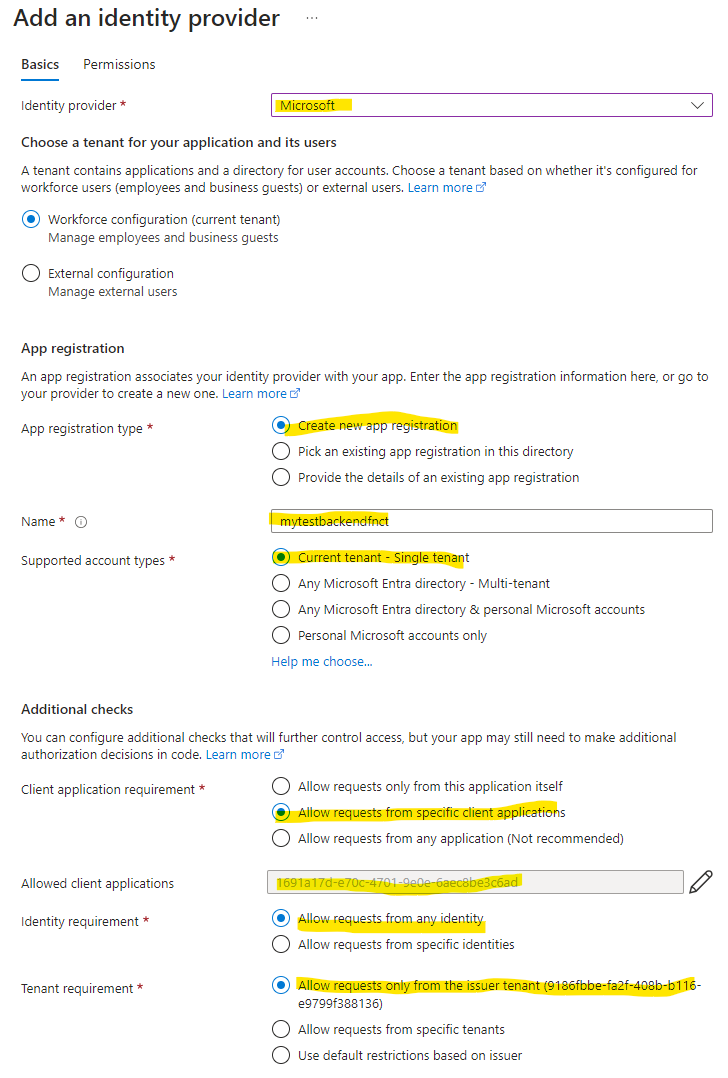 Add an identity provider ...
Basics Permissions
Identity provider * Microsoft
Choose a tenant for your application and its users
A tenant contains applications and a directory for user accounts. Choose a tenant based on whether it's configured for
workforce users (employees and business guests) or external users. Learn more
Workforce configuration (current tenant)
Manage employees and business guests
External configuration
Manage external users
App registration
An app registration associates your identity provider with your app. Enter the app registration information here, or go to
your provider to create a new one. Learn more
App registration type * Create new app registration
Pick an existing app registration in this directory
Provide the details of an existing app registration
Name * mytestbackendfnct
Supported account types * Current tenant - Single tenant
Any Microsoft Entra directory - Multi-tenant
Any Microsoft Entra directory & personal Microsoft accounts
Personal Microsoft accounts only
Help me choose...
Additional checks
You can configure additional checks that will further control access, but your app may still need to make additional
authorization decisions in code. Learn more
Client application requirement * Allow requests only from this application itself
Allow requests from specific client applications
Allow requests from any application (Not recommended)
Allowed client applications 1691a17d-e70c-4701-9e0e-6aec8be3c6ad
Identity requirement * Allow requests from any identity
Allow requests from specific identities
Tenant requirement * Allow requests only from the issuer tenant (9186fbbe-fa2f-408b-b116-
e9799f388136)
Allow requests from specific tenants
Use default restrictions based on issuer